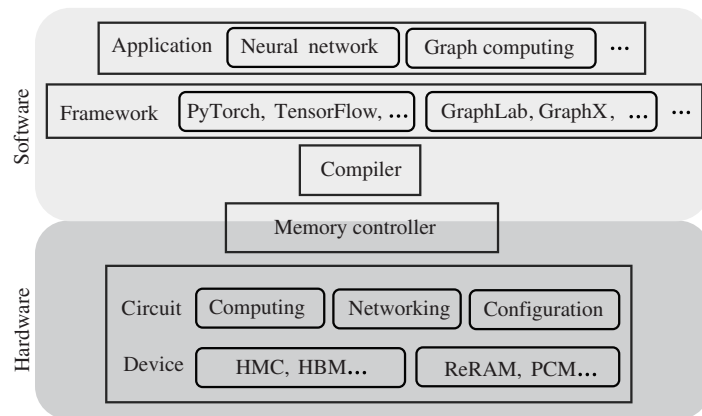 Software
Application Neural network Graph computing ...
Framework PyTorch, TensorFlow, ... GraphLab, GraphX, ... ...
Compiler
Memory controller
Hardware
Circuit Computing Networking Configuration
Device HMC, HBM... ReRAM, PCM...